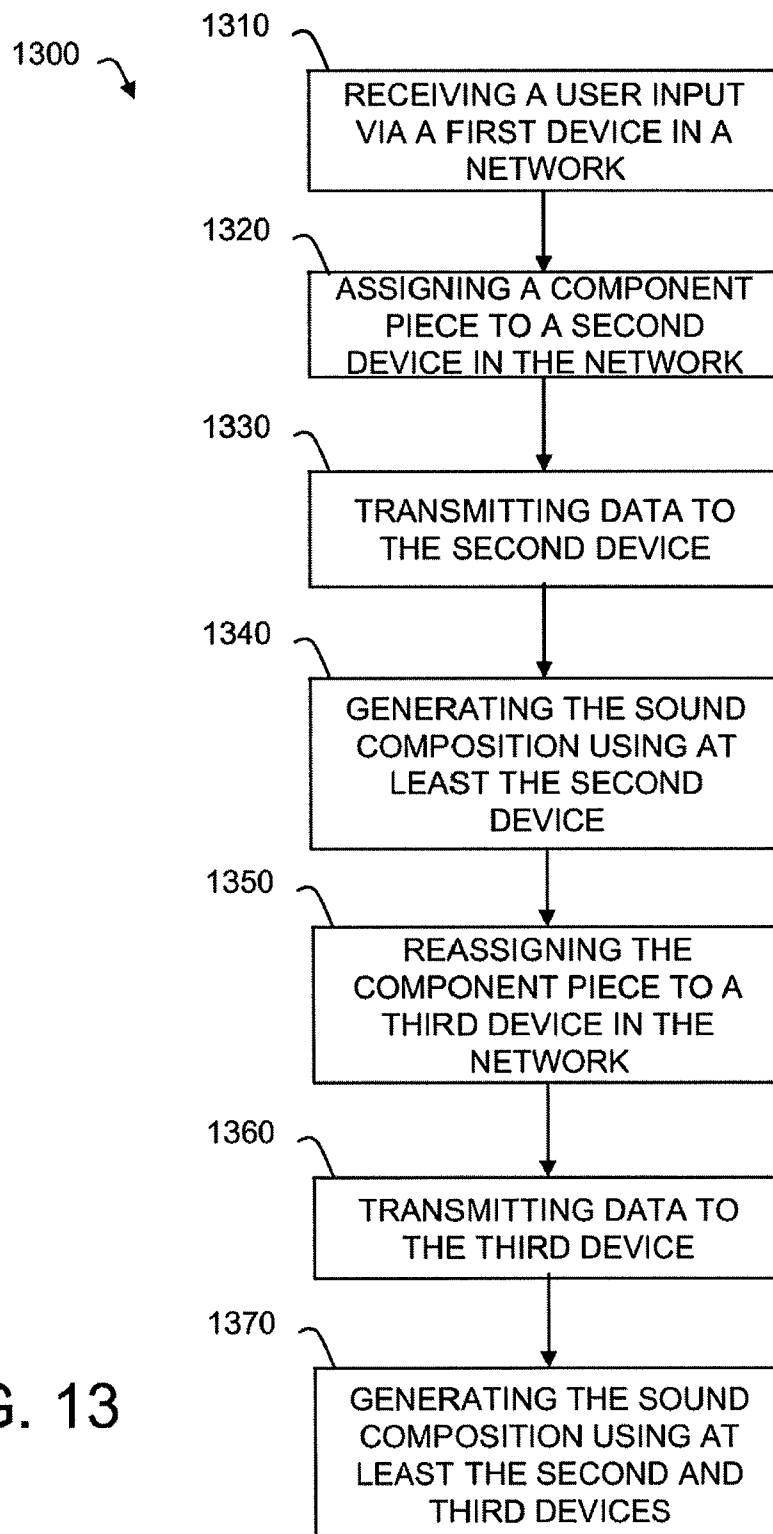 1300
1310
RECEIVING A USER INPUT
VIA A FIRST DEVICE IN A
NETWORK
1320
ASSIGNING A COMPONENT
PIECE TO A SECOND
DEVICE IN THE NETWORK
1330
TRANSMITTING DATA TO
THE SECOND DEVICE
1340
GENERATING THE SOUND
COMPOSITION USING AT
LEAST THE SECOND
DEVICE
1350
REASSIGNING THE
COMPONENT PIECE TO A
THIRD DEVICE IN THE
NETWORK
1360
TRANSMITTING DATA TO
THE THIRD DEVICE
1370
GENERATING THE SOUND
COMPOSITION USING AT
LEAST THE SECOND AND
THIRD DEVICES
G. 13